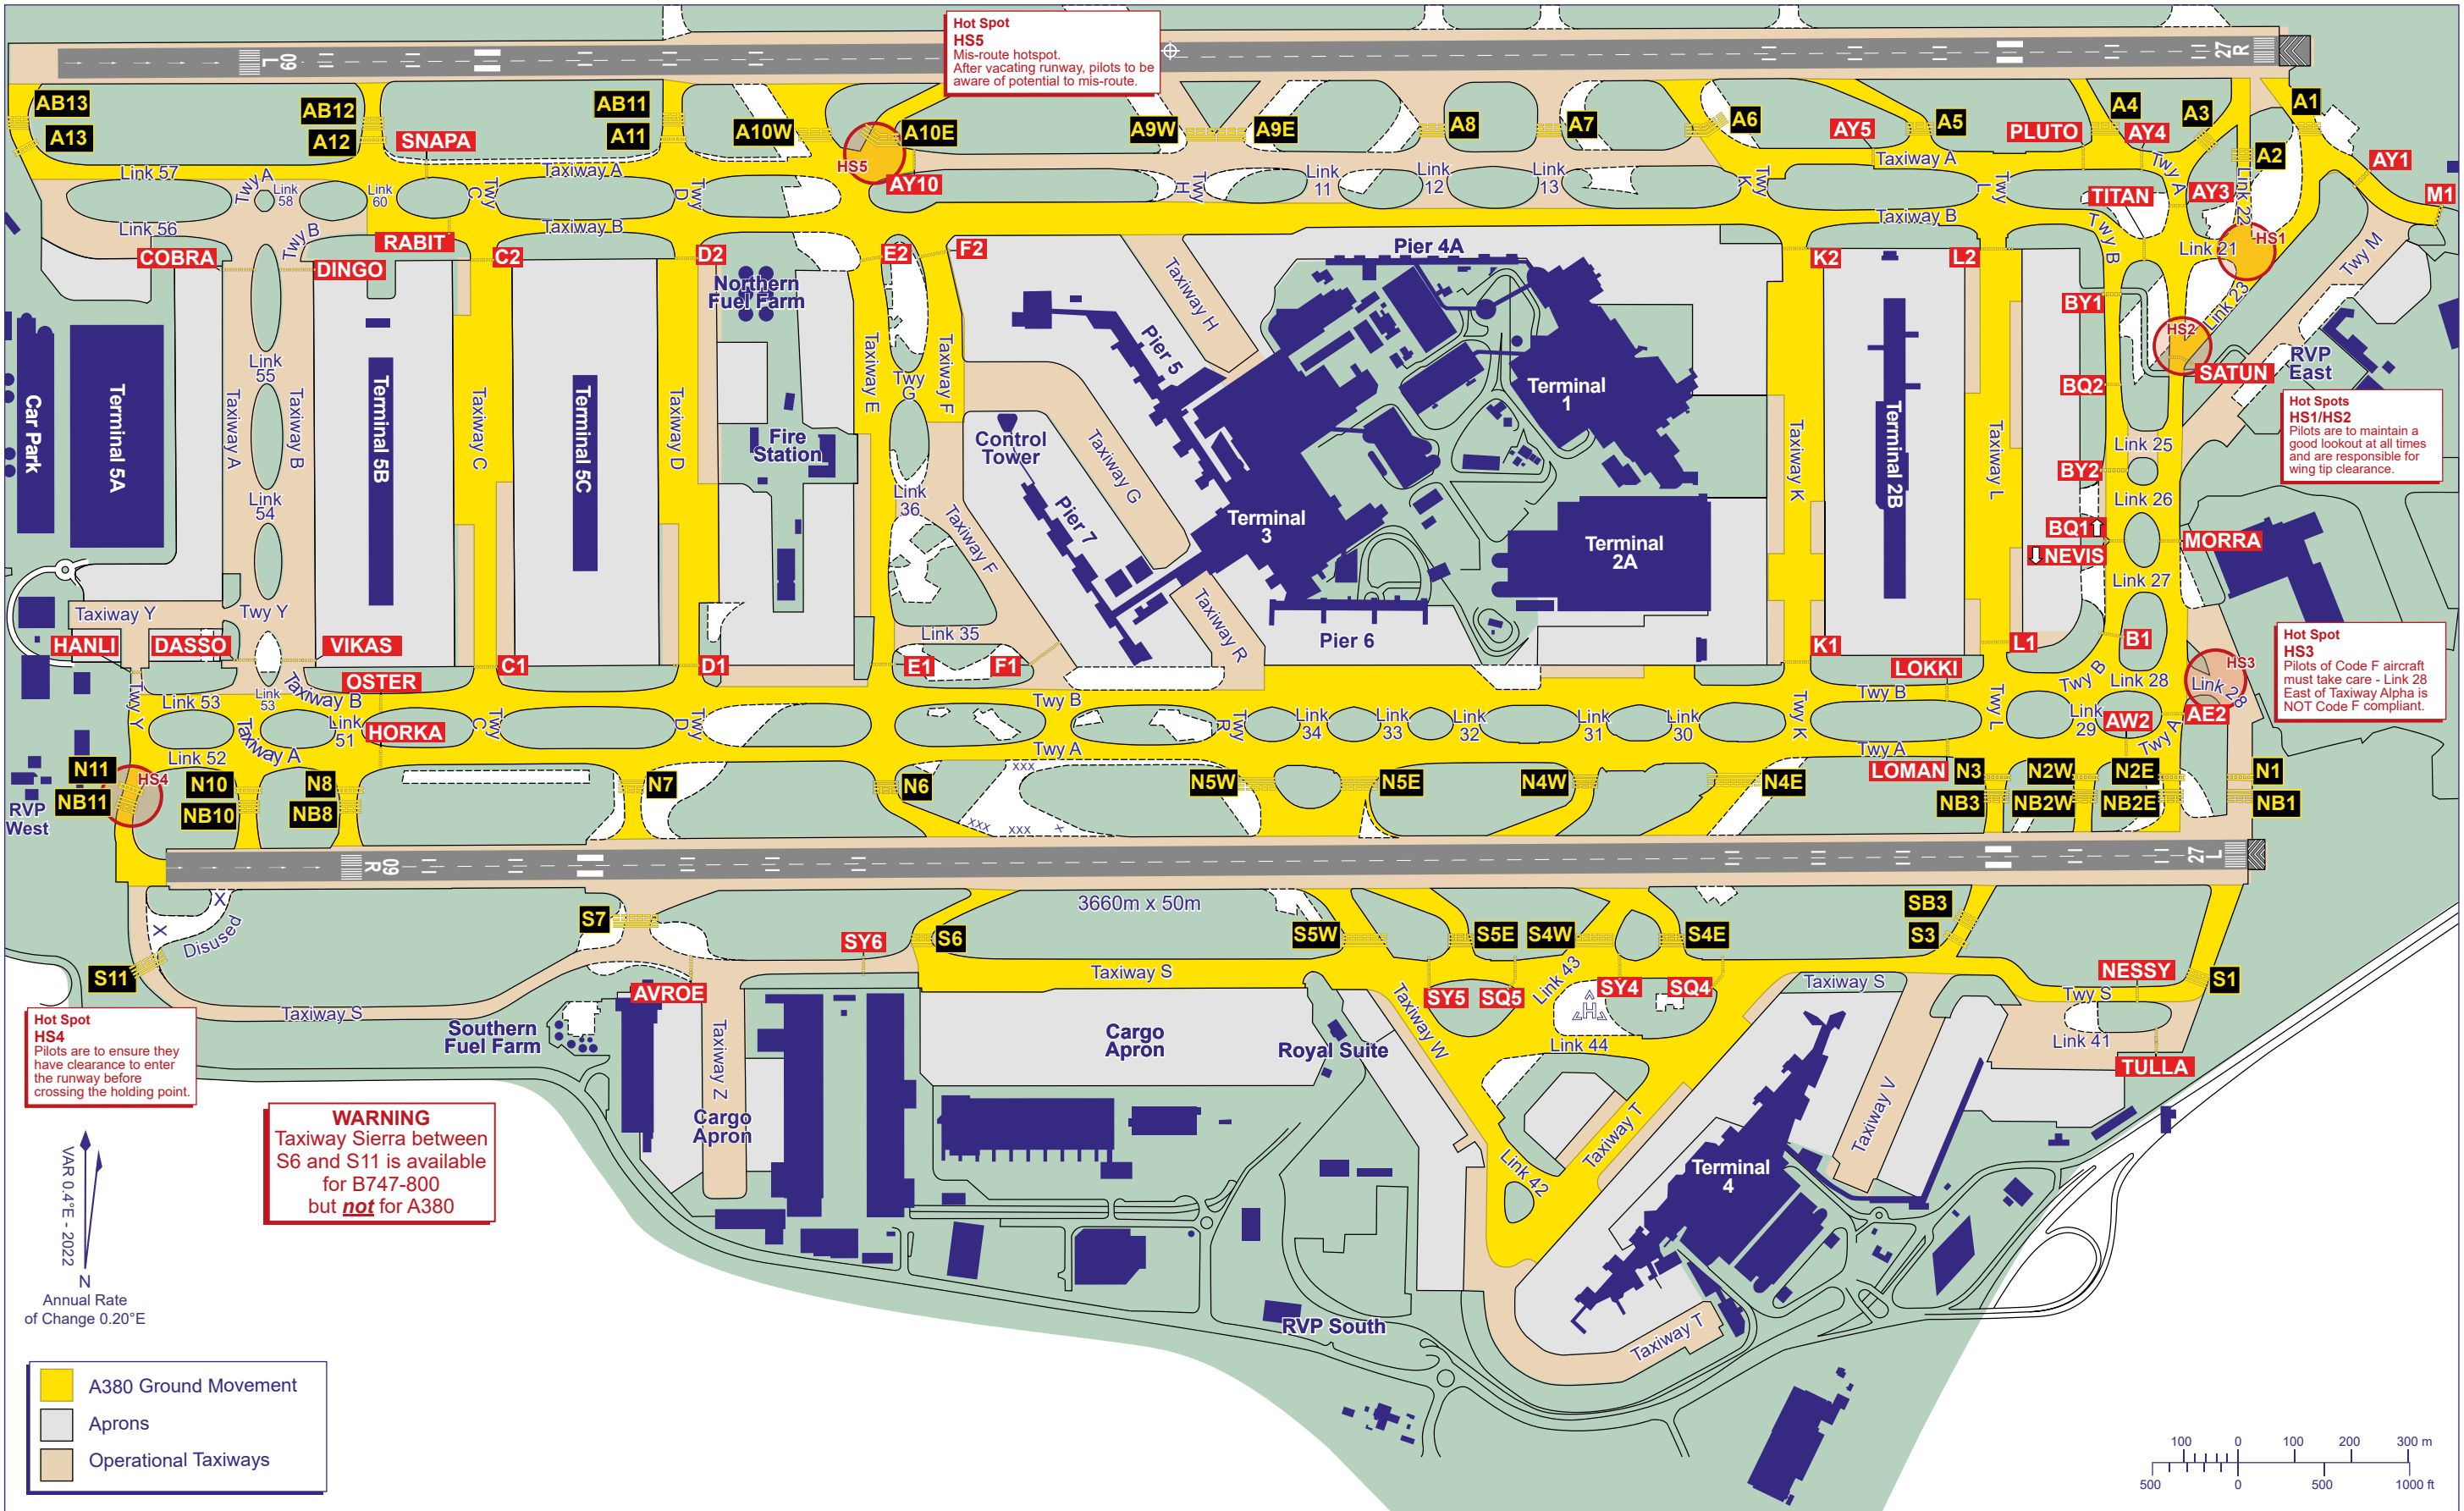 Hot Spot
HS5
Mis-route hotspot.
After vacating runway, pilots to be
aware of potential to mis-route.
09
L
27
R
AB13
A13
AB12
A12
SNAPA
AB11
A11
A10W
A10E
HS5
AY10
A9W
A9E
A8
A7
A6
AY5
A5
PLUTO
A4
AY4
A3
A2
A1
AY1
M1
Link 57
Twy A
Link
58
Link
60
Twy
C
Taxiway A
Twy
D
Twy
H
Link
11
Link
12
Link
13
Twy
K
Taxiway A
Twy
L
Twy A
Link 22
TITAN
AY3
Link 56
Twy B
Taxiway B
Taxiway B
Twy B
Link 21
HS1
Twy M
COBRA
DINGO
RABIT
C2
D2
E2
F2
Pier 4A
K2
L2
Northern
Fuel Farm
Taxiway H
BY1
Link 23
HS2
SATUN
RVP
East
Car Park
Terminal 5A
Link
55
Taxiway A
Taxiway B
Terminal 5B
Taxiway C
Terminal 5C
Taxiway D
Taxiway E
Twy
G
Taxiway F
Pier 5
Terminal
1
Taxiway K
Terminal 2B
Taxiway L
BQ2
Hot Spots
HS1/HS2
Pilots are to maintain a
good lookout at all times
and are responsible for
wing tip clearance.
Fire
Station
Control
Tower
Taxiway G
Link 25
BY2
Link
54
Link
36
Taxiway F
Pier 7
Terminal
3
Terminal
2A
Link 26
BQ1
NEVIS
MORRA
Link 27
Taxiway Y
Twy Y
HANLI
DASSO
VIKAS
OSTER
C1
D1
Link 35
E1
F1
Taxiway R
Pier 6
K1
LOKKI
L1
B1
Hot Spot
HS3
Pilots of Code F aircraft
must take care - Link 28
East of Taxiway Alpha is
NOT Code F compliant.
HS3
Twy Y
Link 53
Link
53
Taxiway B
Twy B
Twy B
Twy B
Link 28
Link 28
Link 52
Taxiway A
Link
51
HORKA
Twy
C
Twy
D
Twy A
Twy
R
Link
34
Link
33
Link
32
Link
31
Link
30
Twy K
Twy A
Twy L
Link
29
AW2
Twy A
AE2
N11
NB11
HS4
N10
NB10
N8
NB8
N7
N6
xxx
xxx
xxx
x
N5W
N5E
N4W
N4E
LOMAN
N3
NB3
N2W
NB2W
N2E
NB2E
N1
NB1
RVP
West
09
R
27
L
3660m x 50m
X
X
Disused
S11
S7
SY6
S6
S5W
S5E
S4W
S4E
SB3
S3
NESSY
S1
Taxiway S
AVROE
Taxiway S
SY5
SQ5
Link 43
SY4
SQ4
H
Taxiway S
Twy S
Link 41
TULLA
Hot Spot
HS4
Pilots are to ensure they
have clearance to enter
the runway before
crossing the holding point.
Southern
Fuel Farm
Taxiway Z
Cargo
Apron
Cargo
Apron
Royal Suite
Taxiway W
Link 44
Link 42
Taxiway T
Terminal
4
Taxiway V
Taxiway T
RVP South
WARNING
Taxiway Sierra between
S6 and S11 is available
for B747-800
but not for A380
VAR 0.4°E - 2022
N
Annual Rate
of Change 0.20°E
A380 Ground Movement
Aprons
Operational Taxiways
100 0 100 200 300 m
500 0 500 1000 ft